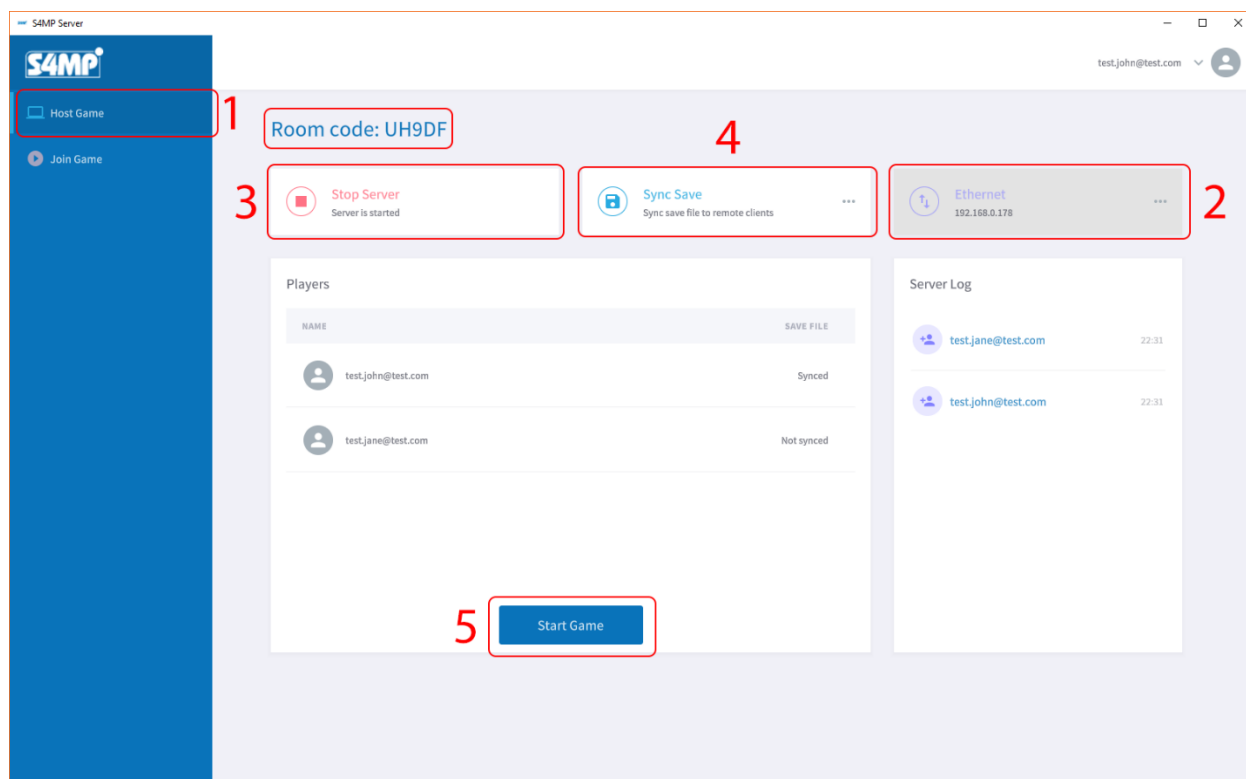 S4MP Server
S4MP
test.john@test.com
Host Game
1
Join Game
Room code: UH9DF
4
3
Stop Server
Server is started
Sync Save
Sync save file to remote clients
Ethernet
192.168.0.178
2
Players
NAME
SAVE FILE
test.john@test.com
Synced
test.jane@test.com
Not synced
5
Start Game
Server Log
test.jane@test.com
22:31
test.john@test.com
22:31